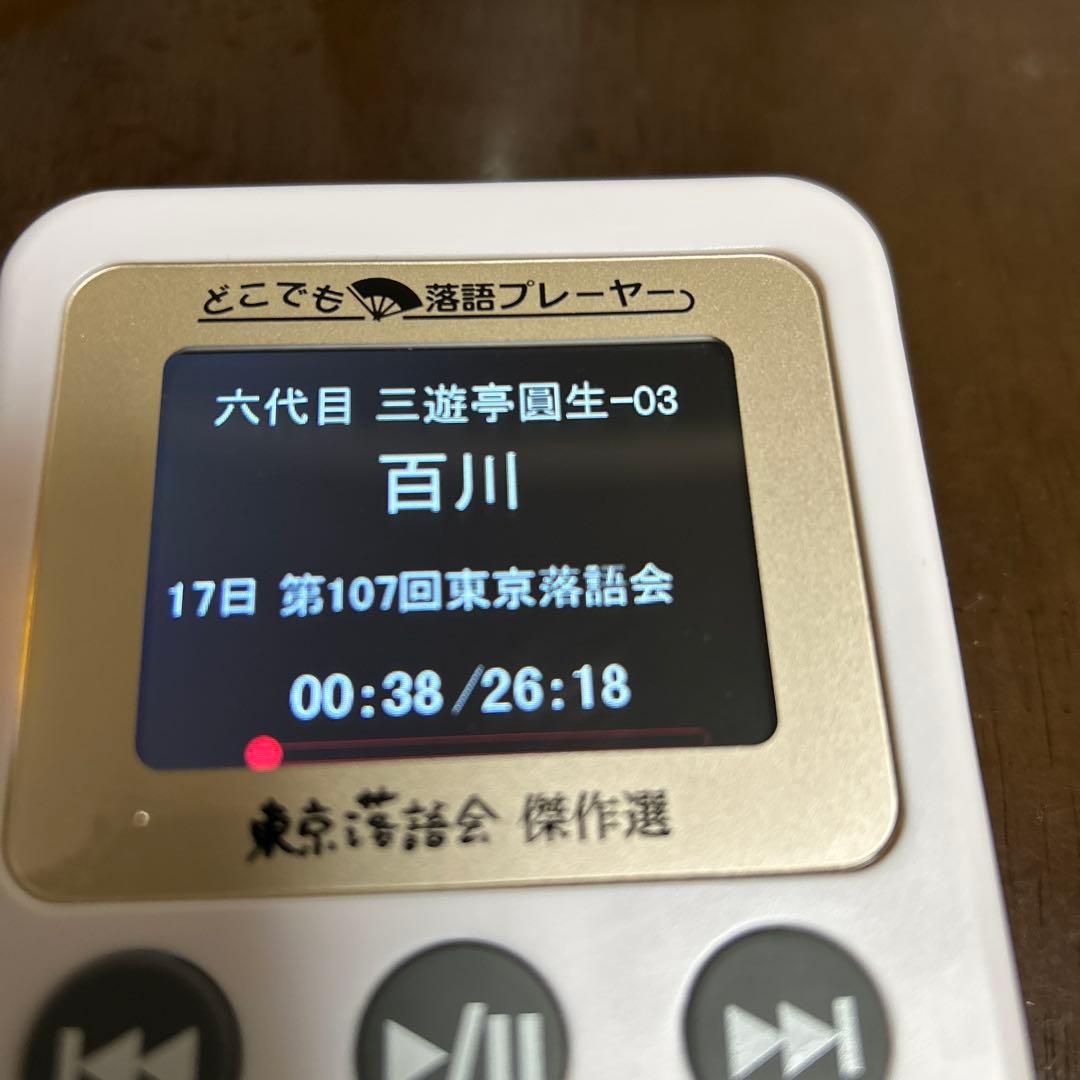 どこでも落語プレーヤー
六代目 三遊亭圓生-03
百川
17日 第107回東京落語会
00:38/26:18
東京落語会 傑作選